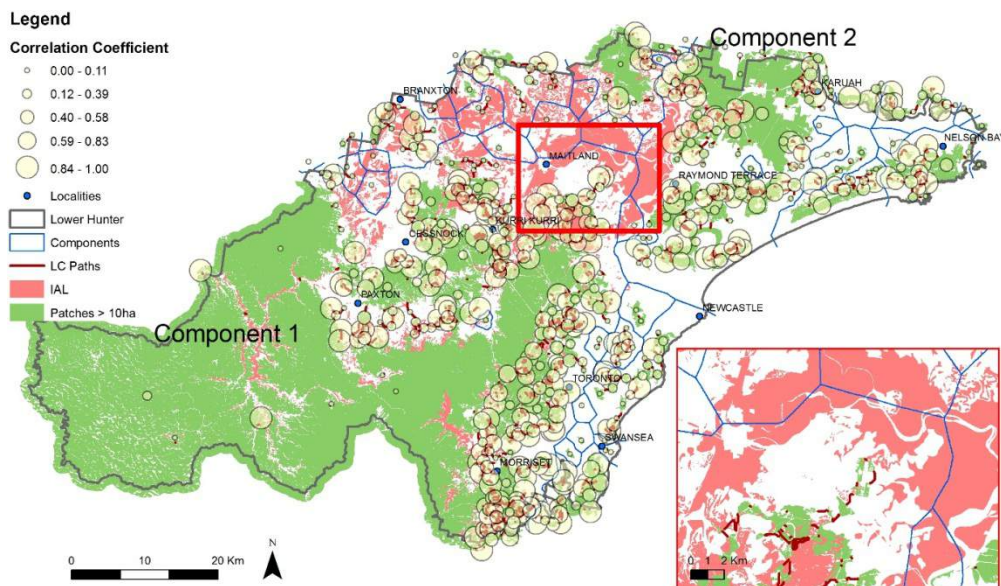 Legend
Correlation Coefficient
0.00 - 0.11
0.12 - 0.39
0.40 - 0.58
0.59 - 0.83
0.84 - 1.00
Localities
Lower Hunter
Components
LC Paths
IAL
Patches > 10ha
Component 2
KARUAH
BRANXTON
NELSON BAY
MAITLAND
RAYMOND TERRACE
KURRI KURRI
CESSNOCK
PAXTON
NEWCASTLE
Component 1
TORONTO
SWANSEA
MORRISET
0 10 20 Km
N
0 1 2 Km